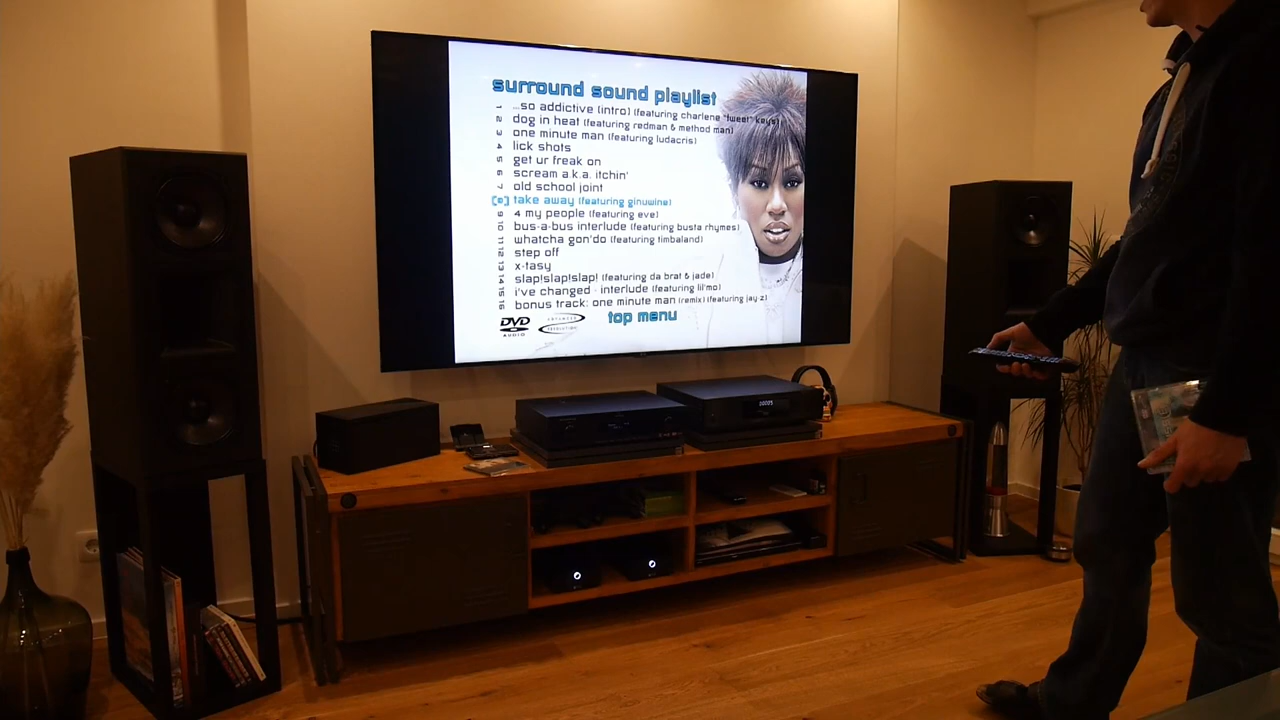 surround sound playlist
1 ...so addictive (intro) (featuring charlene "tweet" keys)
2 dog in heat (featuring redman & method man)
3 one minute man (featuring ludacris)
4 lick shots
5 get ur freak on
6 scream a.k.a. itchin'
7 old school joint
[8] take away (featuring ginuwine)
9 4 my people (featuring eve)
10 bus-a-bus interlude (featuring busta rhymes)
11 whatcha gon'do (featuring timbaland)
12 step off
13 x-tasy
14 slap!slap!slap! (featuring da brat & jade)
15 i've changed - interlude (featuring lil'mo)
16 bonus track: one minute man (remix) (featuring jay z)
top menu
DVD
AUDIO
ADVANCED
RESOLUTION